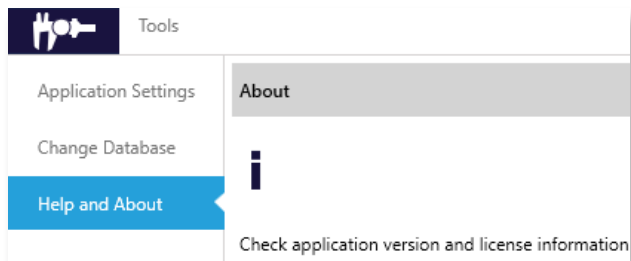 Tools
Application Settings
About
Change Database
Help and About
Check application version and license information